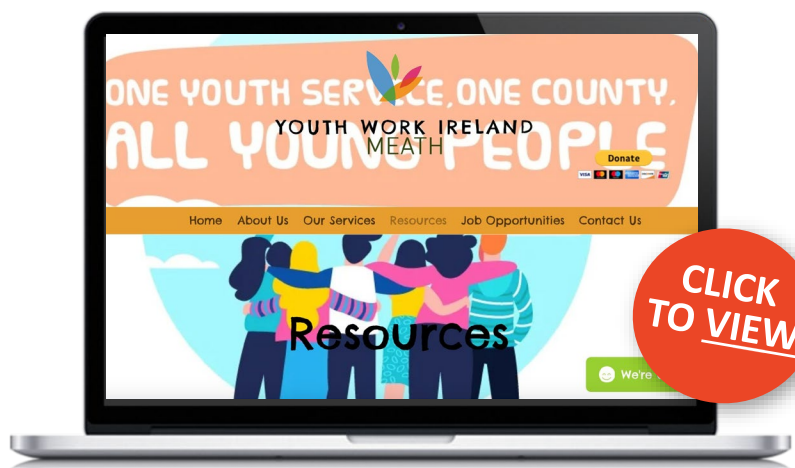 ONE YOUTH SERVICE, ONE COUNTY,
ALL YOUNG PEOPLE
YOUTH WORK IRELAND
MEATH
Donate
VISA
Home About Us Our Services Resources Job Opportunities Contact Us
Resources
CLICK
TO VIEW
We're